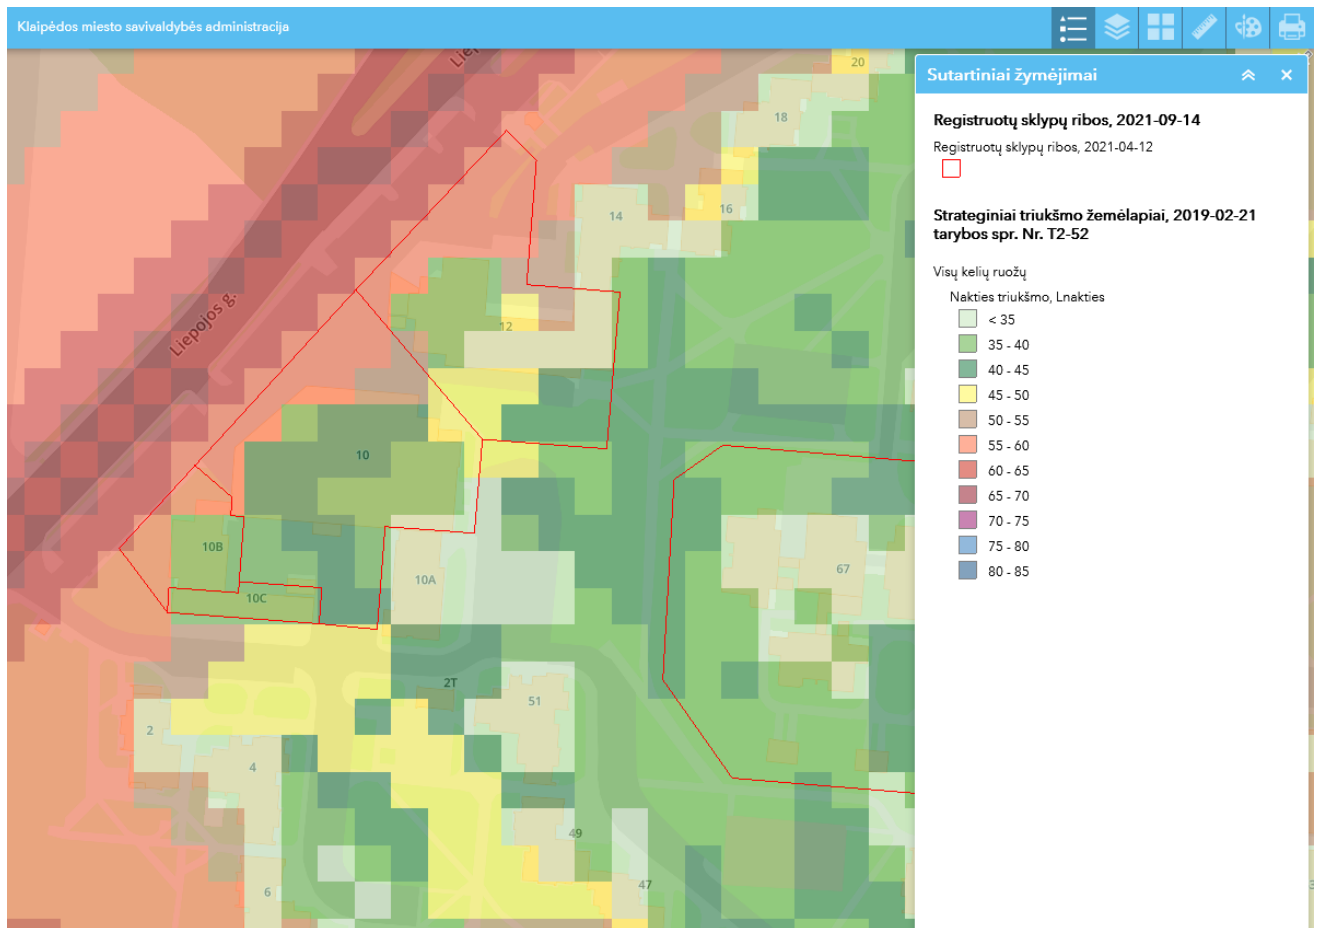 Klaipėdos miesto savivaldybės administracija
Sutartiniai žymėjimai
Registruotų sklypų ribos, 2021-09-14
Registruotų sklypų ribos, 2021-04-12
Strateginiai triukšmo žemėlapiai, 2019-02-21
tarybos spr. Nr. T2-52
Visų kelių ruožų
Nakties triukšmo, Lnakties
< 35
35 - 40
40 - 45
45 - 50
50 - 55
55 - 60
60 - 65
65 - 70
70 - 75
75 - 80
80 - 85
20
18
16
14
Liepojos g.
12
10
10B
10A
10C
67
2T
51
2
4
49
47
6